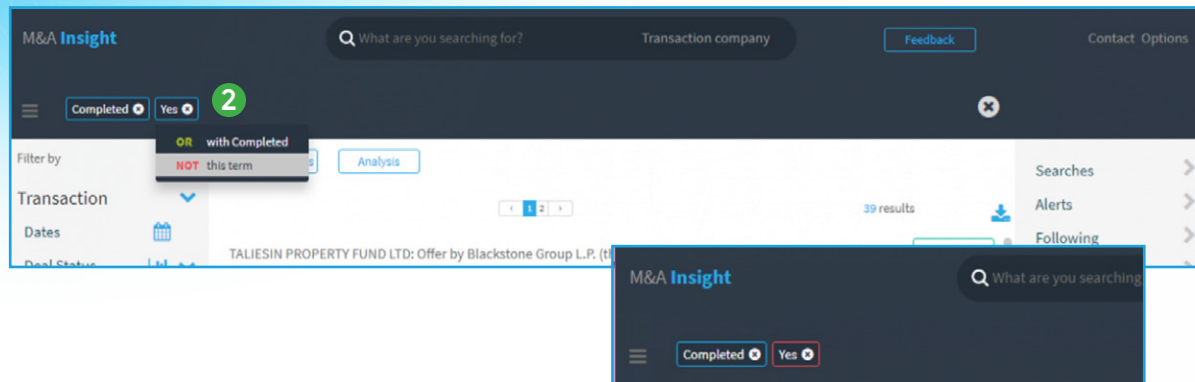 M&A Insight
What are you searching for?
Transaction company
Feedback
Contact Options
Completed Yes 2
OR with Completed
NOT this term
Filter by
Analysis
Transaction
1 2
39 results
Dates
TALIESIN PROPERTY FUND LTD: Offer by Blackstone Group L.P.
Deal Status
Searches
Alerts
Following
M&A Insight
What are you searching
Completed Yes